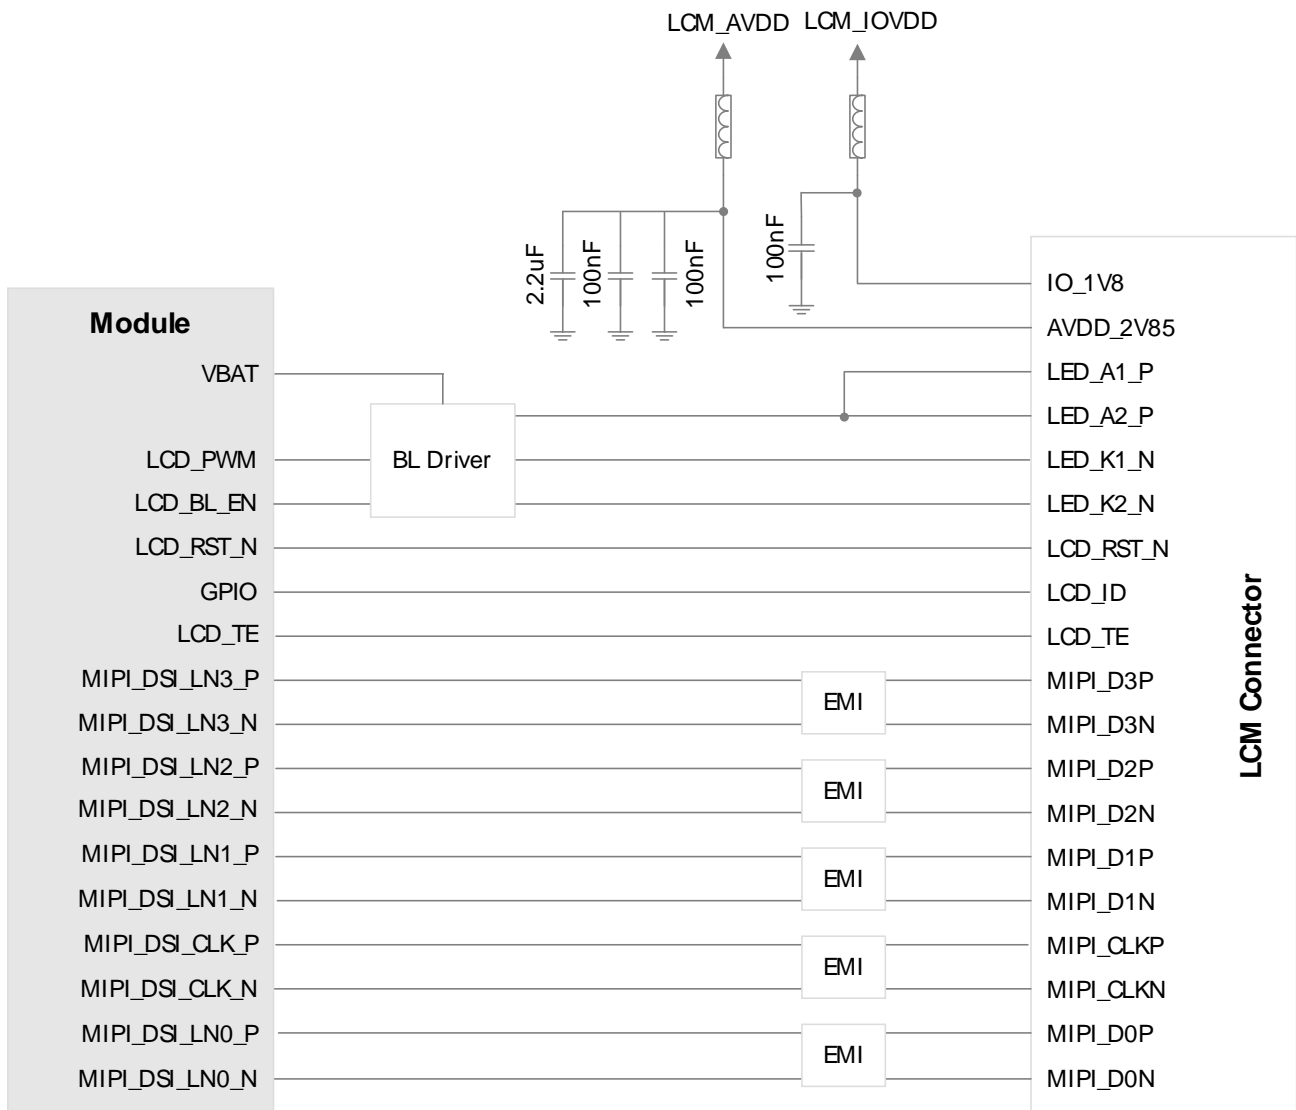 LCM_AVDD LCM_IOVDD
2.2uF
100nF
100nF
100nF
Module
VBAT
LCD_PWM
LCD_BL_EN
LCD_RST_N
GPIO
LCD_TE
MIPI_DSI_LN3_P
MIPI_DSI_LN3_N
MIPI_DSI_LN2_P
MIPI_DSI_LN2_N
MIPI_DSI_LN1_P
MIPI_DSI_LN1_N
MIPI_DSI_CLK_P
MIPI_DSI_CLK_N
MIPI_DSI_LN0_P
MIPI_DSI_LN0_N
BL Driver
EMI
EMI
EMI
EMI
EMI
IO_1V8
AVDD_2V85
LED_A1_P
LED_A2_P
LED_K1_N
LED_K2_N
LCD_RST_N
LCD_ID
LCD_TE
MIPI_D3P
MIPI_D3N
MIPI_D2P
MIPI_D2N
MIPI_D1P
MIPI_D1N
MIPI_CLKP
MIPI_CLKN
MIPI_D0P
MIPI_D0N
LCM Connector